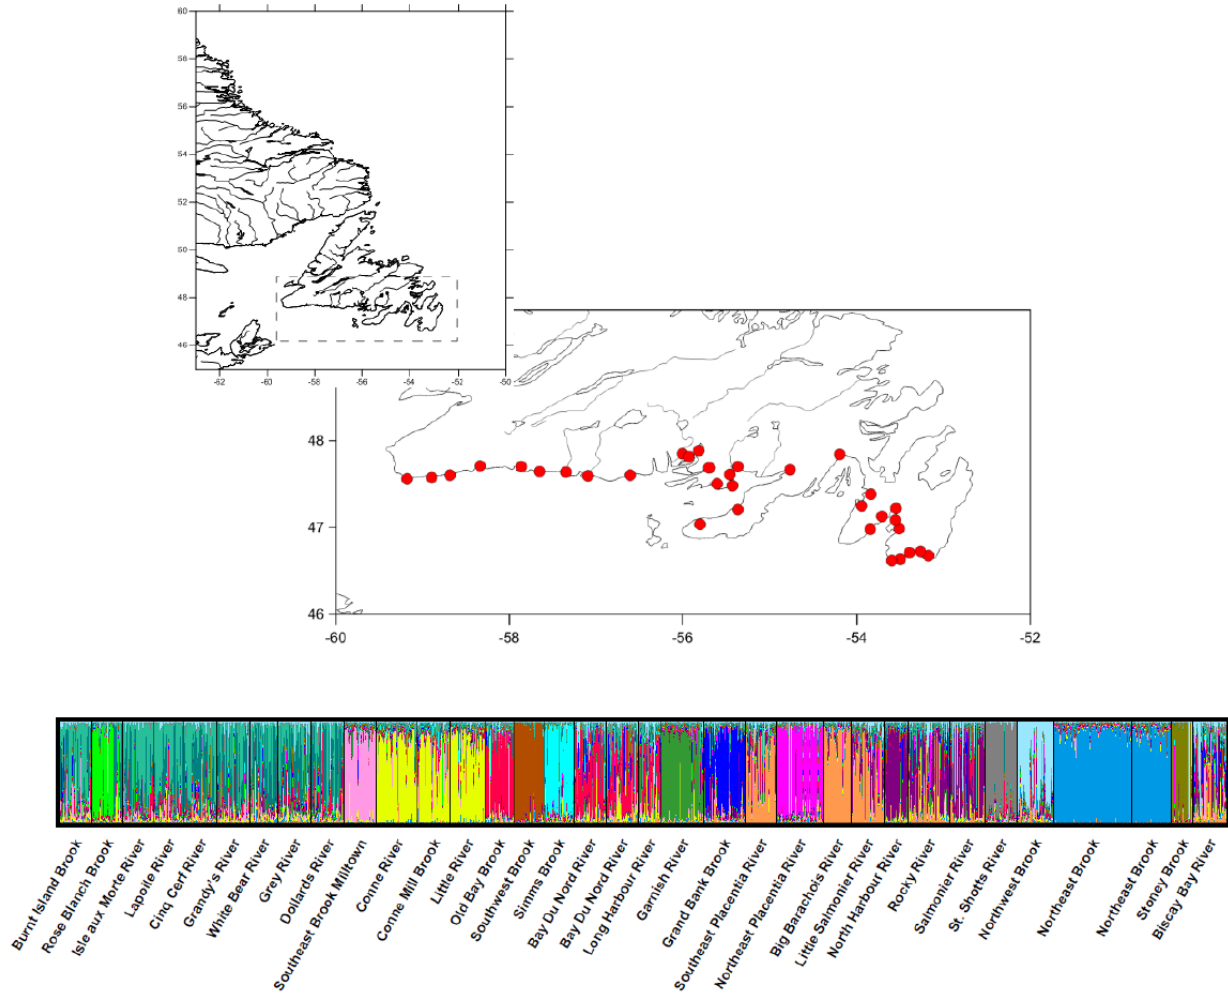 60
58
56
54
52
50
48
46
-62 -60 -58 -56 -54 -52 -50
48
47
46
-60 -58 -56 -54 -52
Burnt Island Brook
Rose Blanch Brook
Isle aux Morte River
Lapoile River
Cinq Cerf River
Grandy's River
White Bear River
Grey River
Dollards River
Southeast Brook Milltown
Conne River
Conne Mill Brook
Little River
Old Bay Brook
Southwest Brook
Simms Brook
Bay Du Nord River
Bay Du Nord River
Long Harbour River
Garnish River
Grand Bank Brook
Southeast Placentia River
Northeast Placentia River
Big Barachois River
Little Salmonier River
North Harbour River
Rocky River
Salmonier River
St. Shotts River
Northwest Brook
Northeast Brook
Northeast Brook
Stoney Brook
Biscay Bay River